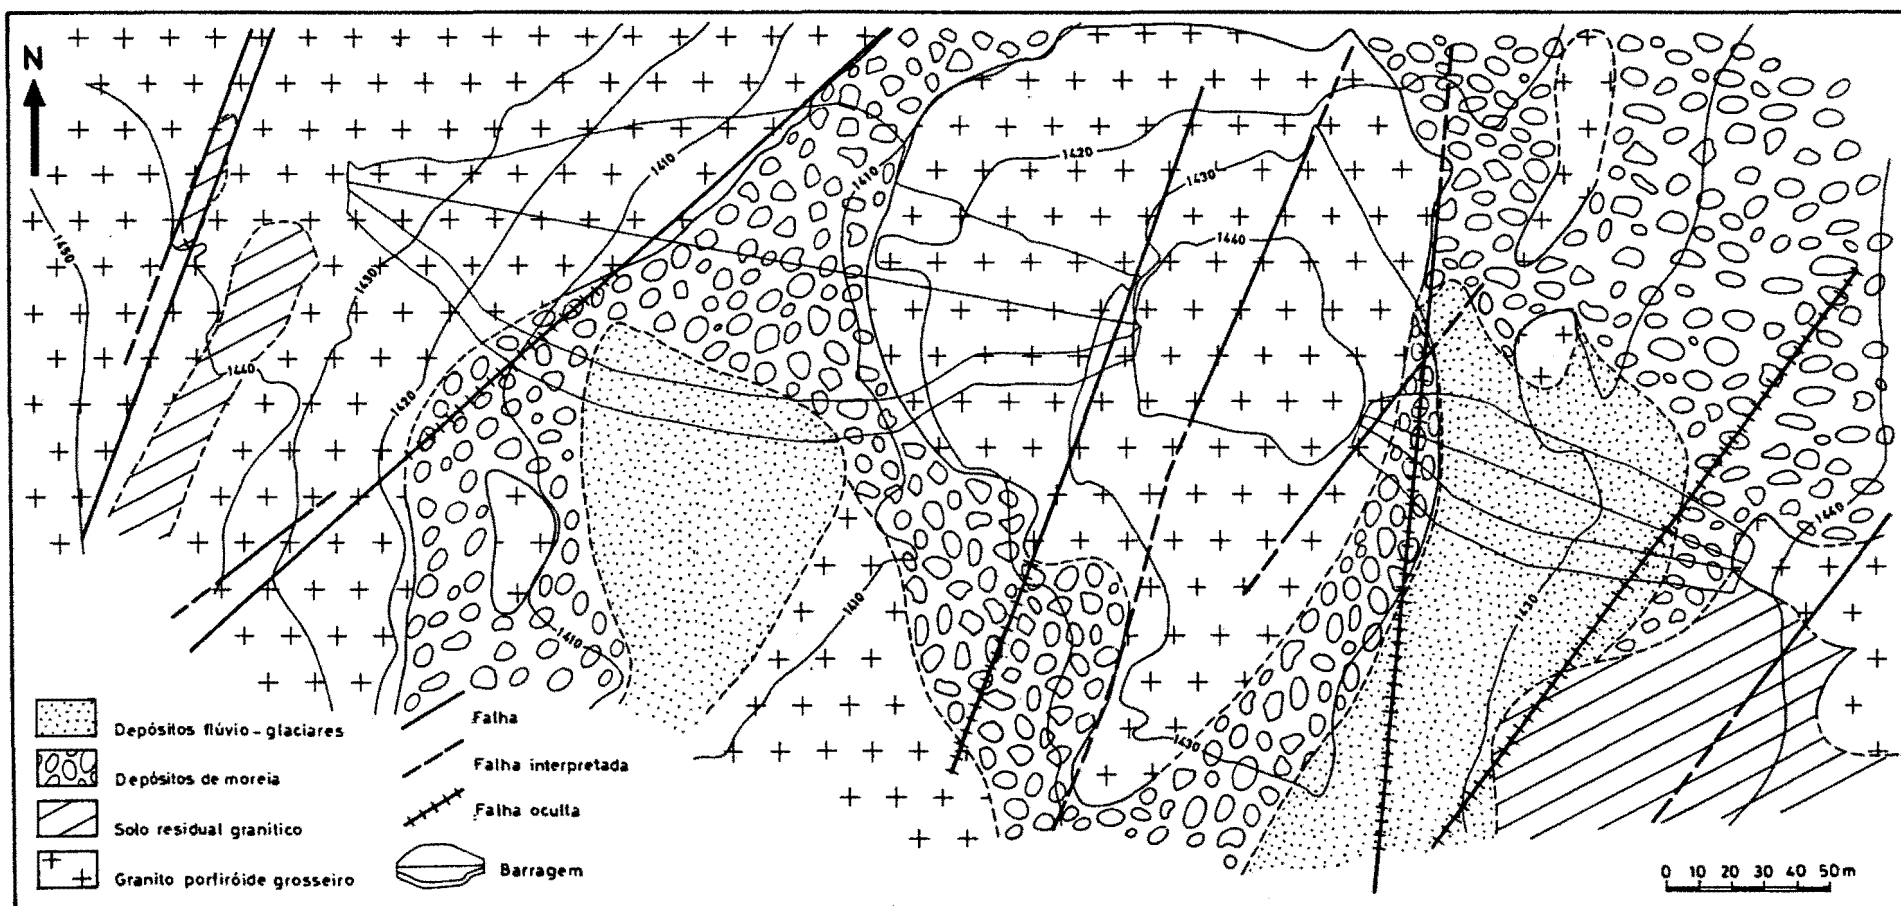 N
1410
1420
1410
1430
1440
1450
1430
1440
1420
1440
1410
1410
1430
1430
Depósitos flúvio-glaciares
Depósitos de moreia
Solo residual granítico
Granito porfiróide grosseiro
Falha
Falha interpretada
Falha oculta
Barragem
0 10 20 30 40 50m